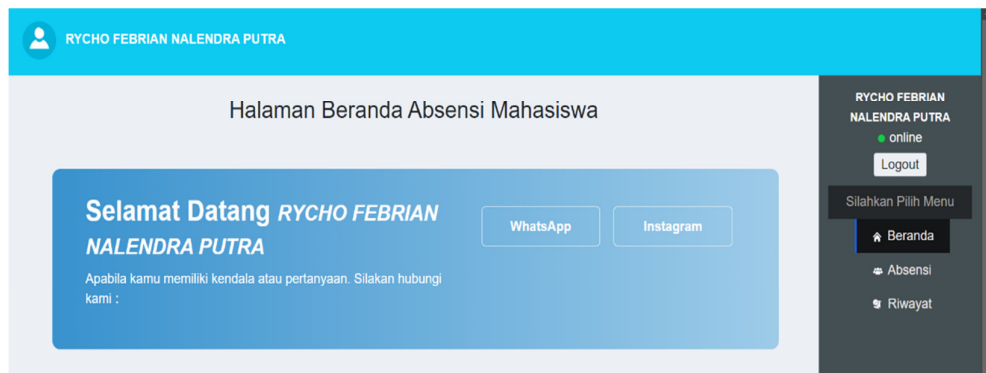 RYCHO FEBRIAN NALENDRA PUTRA
Halaman Beranda Absensi Mahasiswa
Selamat Datang RYCHO FEBRIAN
NALENDRA PUTRA
Apabila kamu memiliki kendala atau pertanyaan. Silakan hubungi
kami :
WhatsApp
Instagram
RYCHO FEBRIAN
NALENDRA PUTRA
online
Logout
Silahkan Pilih Menu
Beranda
Absensi
Riwayat